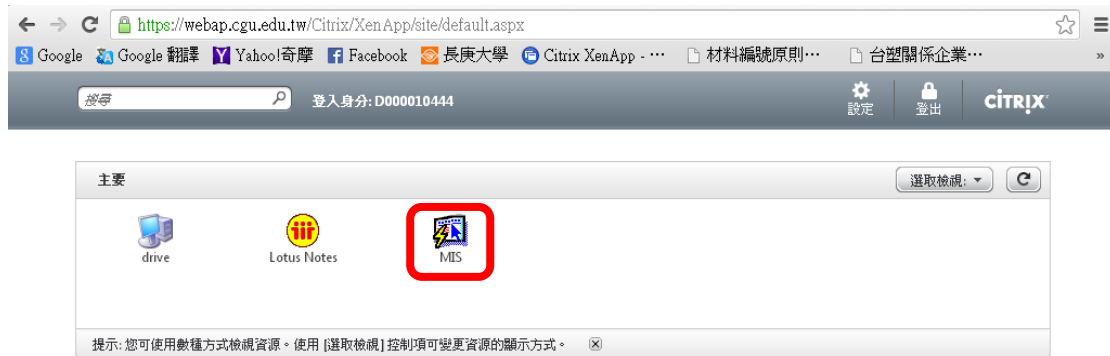 https://webap.cgu.edu.tw/Citrix/XenApp/site/default.aspx
Google Google 翻譯 Yahoo!奇摩 Facebook 長庚大學 Citrix XenApp - … 材料編號原則… 台塑關係企業… »
搜尋 登入身分: D000010444 設定 登出 CİTRIX
主要 選取檢視:
drive Lotus Notes MIS
提示: 您可使用數種方式檢視資源。使用 [選取檢視] 控制項可變更資源的顯示方式。